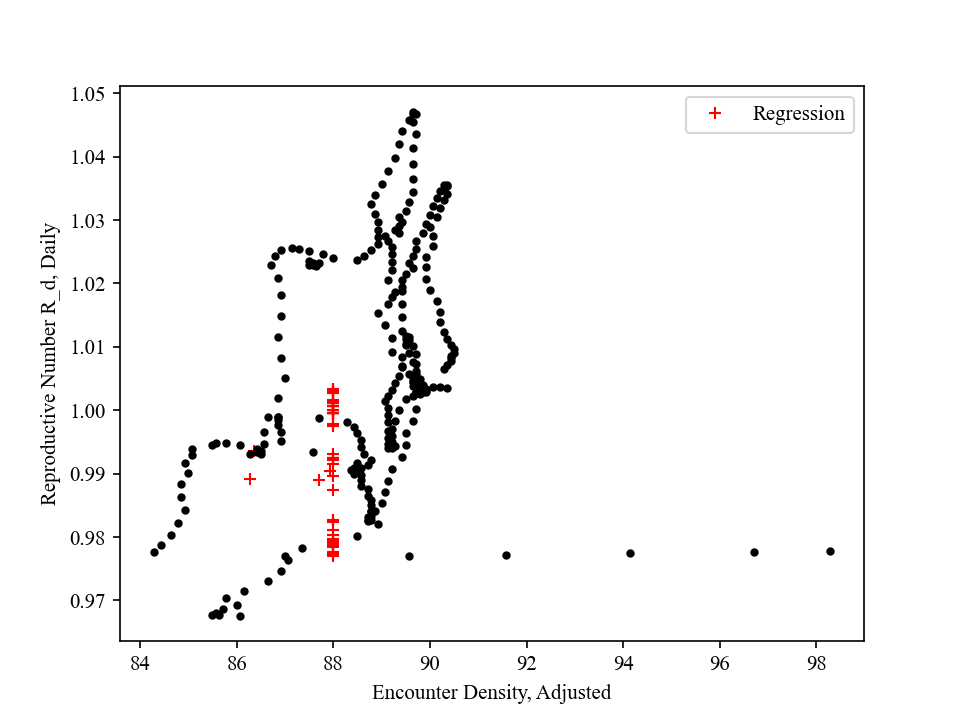 Regression
Reproductive Number R_d, Daily
1.05
1.04
1.03
1.02
1.01
1.00
0.99
0.98
0.97
84 86 88 90 92 94 96 98
Encounter Density, Adjusted